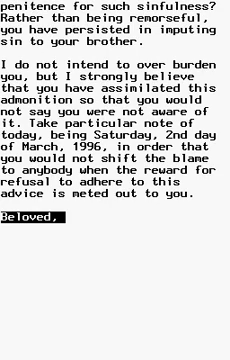 penitence for such sinfulness?
Rather than being remorseful,
you have persisted in imputing
sin to your brother.

I do not intend to over burden
you, but I strongly believe
that you have assimilated this
admonition so that you would
not say you were not aware of
it. Take particular note of
today, being Saturday, 2nd day
of March, 1996, in order that
you would not shift the blame
to anybody when the reward for
refusal to adhere to this
advice is meted out to you.

Beloved,